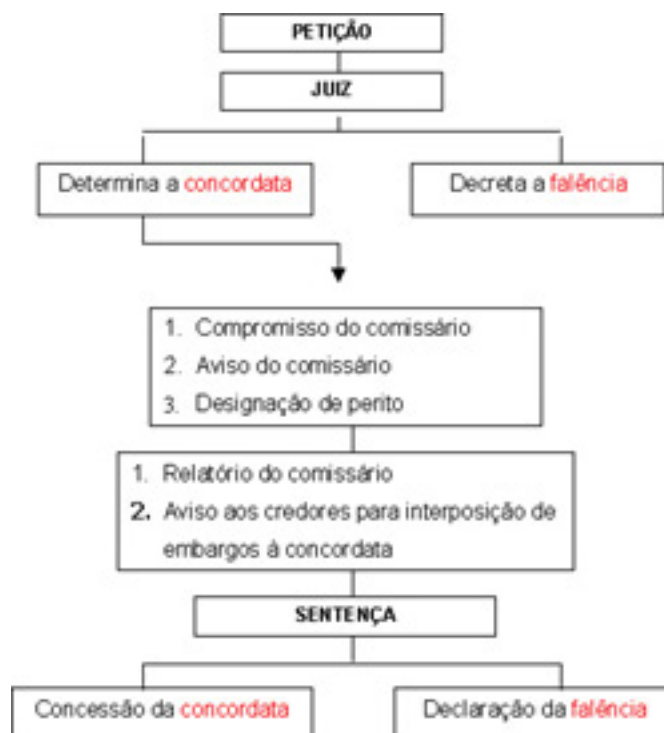 PETIÇÃO
JUIZ
Determina a concordata
Decreta a falência
1. Compromisso do comissário
2. Aviso do comissário
3. Designação de perito
1. Relatório do comissário
2. Aviso aos credores para interposição de
embargos à concordata
SENTENÇA
Concessão da concordata
Declaração da falência